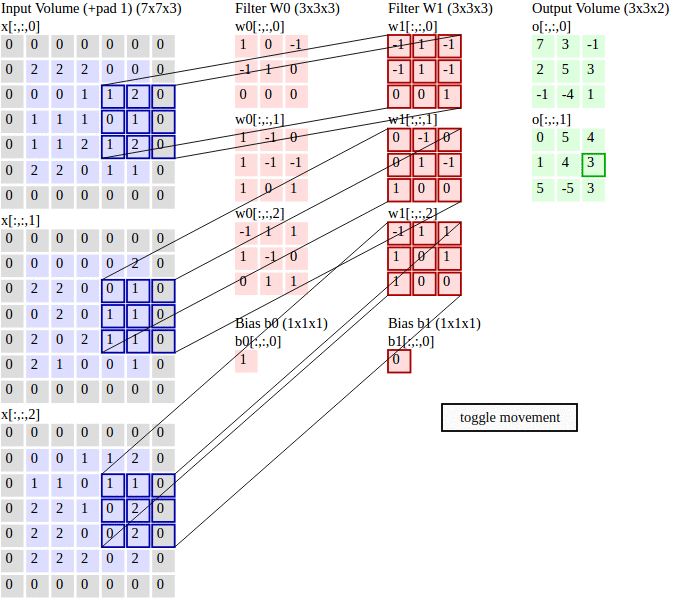 Input Volume (+pad 1) (7x7x3)
x[:,:,0]
0 0 0 0 0 0 0
0 2 2 2 0 0 0
0 0 0 1 1 2 0
0 1 1 1 0 1 0
0 1 1 2 1 2 0
0 2 2 0 1 1 0
0 0 0 0 0 0 0
x[:,:,1]
0 0 0 0 0 0 0
0 0 0 0 0 2 0
0 2 2 0 0 1 0
0 2 0 0 1 1 0
0 2 0 2 1 1 0
0 2 1 0 0 1 0
0 0 0 0 0 0 0
x[:,:,2]
0 0 0 0 0 0 0
0 0 0 1 1 2 0
0 1 1 0 1 1 0
0 2 2 1 0 2 0
0 2 2 0 0 2 0
0 2 2 2 0 2 0
0 0 0 0 0 0 0
Filter W0 (3x3x3)
w0[:,:,0]
1 0 -1
-1 1 0
0 0 0
w0[:,:,1]
1 -1 0
1 -1 -1
1 0 1
w0[:,:,2]
-1 1 1
1 -1 0
0 1 1
Bias b0 (1x1x1)
b0[:,:,0]
1
Filter W1 (3x3x3)
w1[:,:,0]
-1 1 -1
-1 1 -1
0 0 1
w1[:,:,1]
0 -1 0
0 1 -1
1 0 0
w1[:,:,2]
-1 1 1
1 0 1
1 0 0
Bias b1 (1x1x1)
b1[:,:,0]
0
Output Volume (3x3x2)
o[:,:,0]
7 3 -1
2 5 3
-1 -4 1
o[:,:,1]
0 5 4
1 4 3
5 -5 3
toggle movement